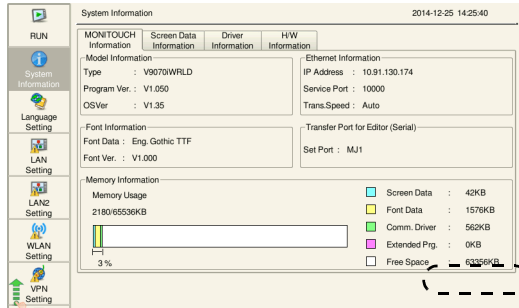 System Information 2014-12-25 14:25:40
RUN
System Information
Language Setting
LAN Setting
LAN2 Setting
WLAN Setting
VPN Setting
MONITOUCH Information
Screen Data Information
Driver Information
H/W Information
Model Information
Type : V9070iWRLD
Program Ver. : V1.050
OSVer : V1.35
Ethernet Information
IP Address : 10.91.130.174
Service Port : 10000
Trans.Speed : Auto
Font Information
Font Data : Eng. Gothic TTF
Font Ver. : V1.000
Transfer Port for Editor (Serial)
Set Port : MJ1
Memory Information
Memory Usage
2180/65536KB
3 %
Screen Data : 42KB
Font Data : 1576KB
Comm. Driver : 562KB
Extended Prg. : 0KB
Free Space : 63356KB